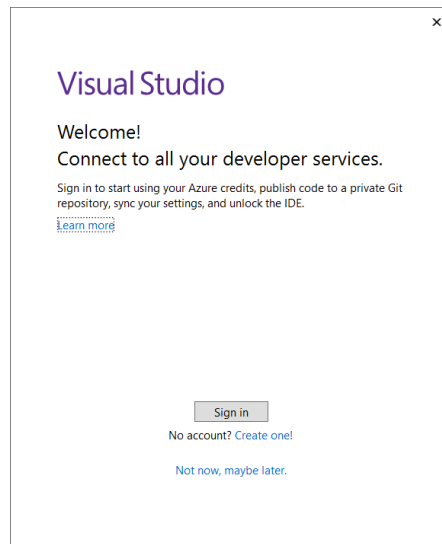 Visual Studio
Welcome!
Connect to all your developer services.
Sign in to start using your Azure credits, publish code to a private Git
repository, sync your settings, and unlock the IDE.
Learn more
Sign in
No account? Create one!
Not now, maybe later.